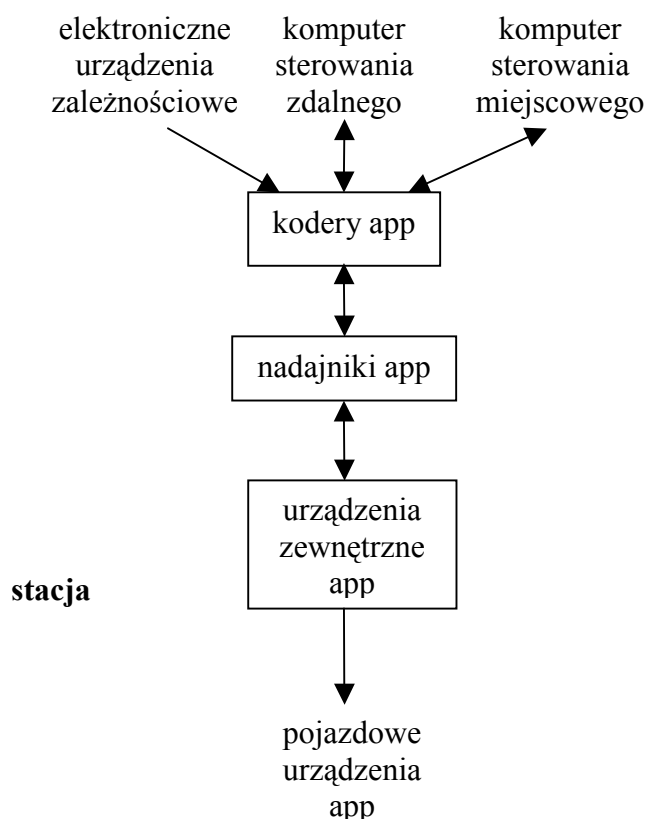 elektroniczne
urządzenia
zależnościowe
komputer
sterowania
zdalnego
komputer
sterowania
miejscowego
kodery app
nadajniki app
urządzenia
zewnętrzne
app
stacja
pojazdowe
urządzenia
app